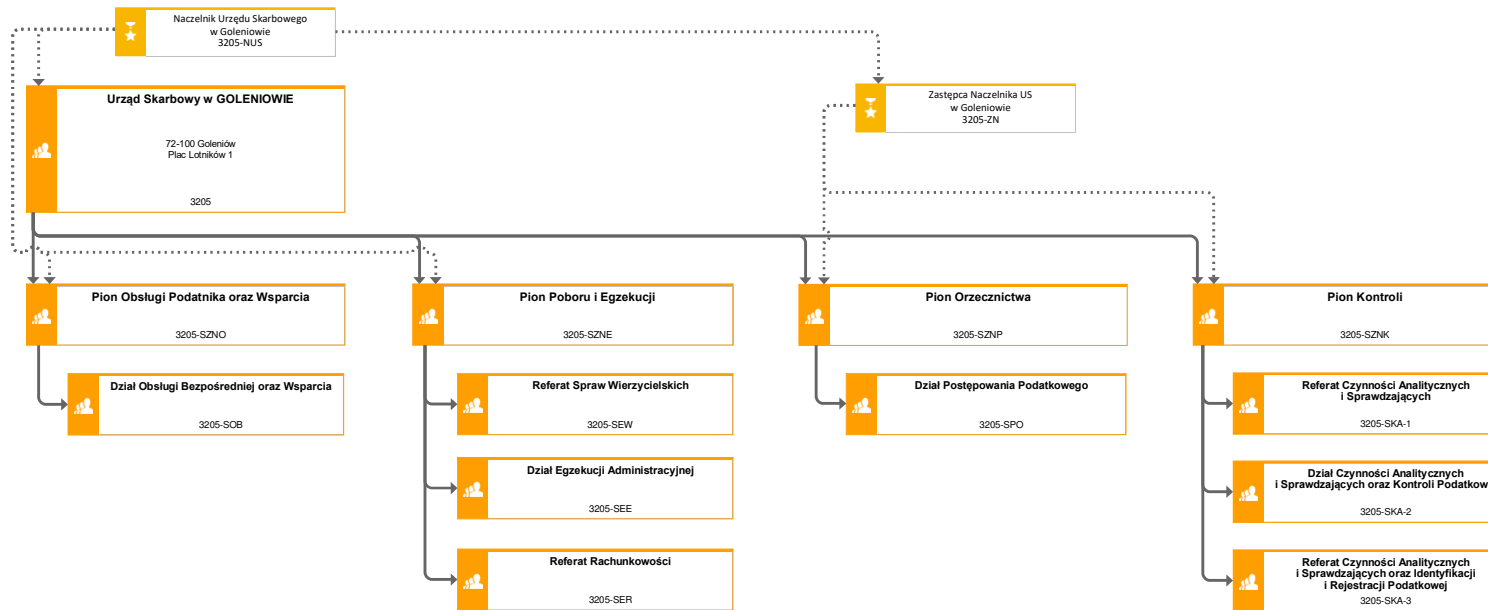 Naczelnik Urzędu Skarbowego
w Goleniowie
3205-NUS
Zastępca Naczelnika US
w Goleniowie
3205-ZN
Urząd Skarbowy w GOLENIOWIE
72-100 Goleniów
Plac Lotników 1
3205
Pion Obsługi Podatnika oraz Wsparcia
3205-SZNO
Dział Obsługi Bezpośredniej oraz Wsparcia
3205-SOB
Pion Poboru i Egzekucji
3205-SZNE
Referat Spraw Wierzycielskich
3205-SEW
Dział Egzekucji Administracyjnej
3205-SEE
Referat Rachunkowości
3205-SER
Pion Orzecznictwa
3205-SZNP
Dział Postępowania Podatkowego
3205-SPO
Pion Kontroli
3205-SZNK
Referat Czynności Analitycznych
i Sprawdzających
3205-SKA-1
Dział Czynności Analitycznych
i Sprawdzających oraz Kontroli Podatkow
3205-SKA-2
Referat Czynności Analitycznych
i Sprawdzających oraz Identyfikacji
i Rejestracji Podatkowej
3205-SKA-3